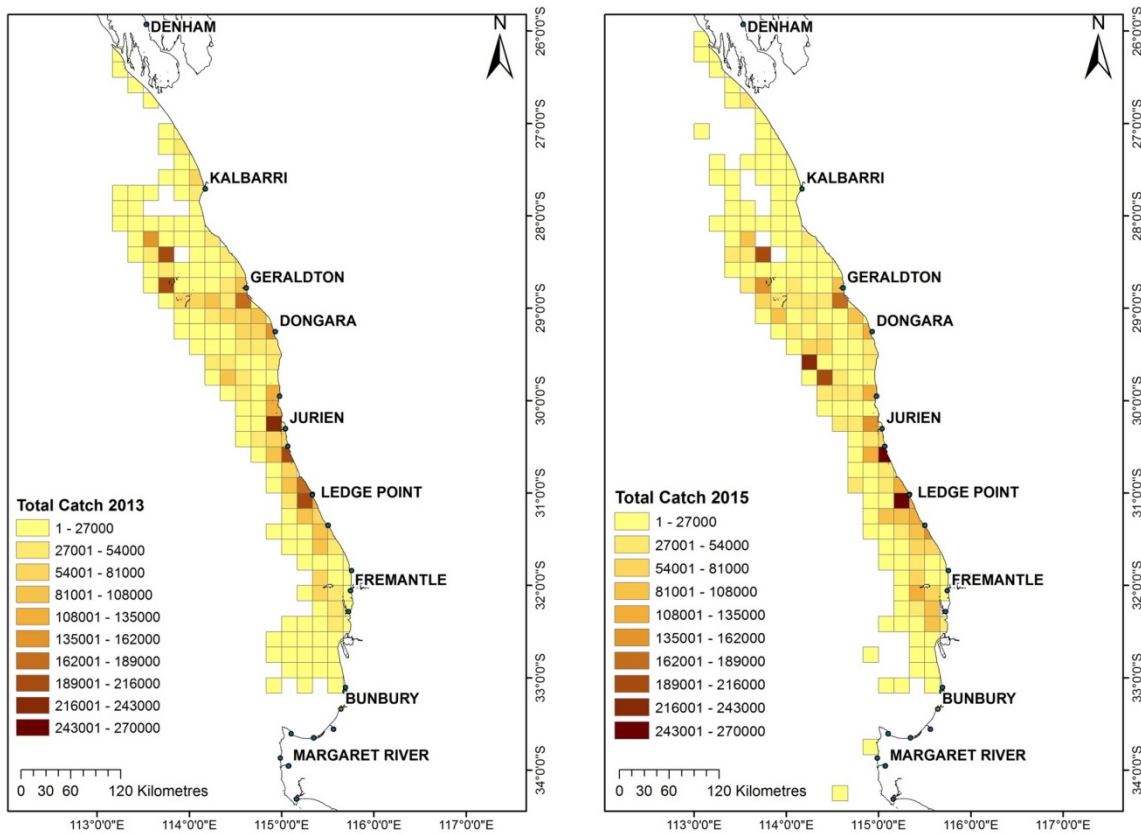 DENHAM
N
KALBARRI
GERALDTON
DONGARA
JURIEN
LEDGE POINT
Total Catch 2013
1 - 27000
27001 - 54000
54001 - 81000
81001 - 108000
108001 - 135000
135001 - 162000
162001 - 189000
189001 - 216000
216001 - 243000
243001 - 270000
FREMANTLE
BUNBURY
MARGARET RIVER
0 30 60 120 Kilometres
28°0'0"S
27°0'0"S
28°0'0"S
29°0'0"S
30°0'0"S
31°0'0"S
32°0'0"S
33°0'0"S
34°0'0"S
113°0'0"E 114°0'0"E 115°0'0"E 116°0'0"E 117°0'0"E
DENHAM
N
KALBARRI
GERALDTON
DONGARA
JURIEN
LEDGE POINT
Total Catch 2015
1 - 27000
27001 - 54000
54001 - 81000
81001 - 108000
108001 - 135000
135001 - 162000
162001 - 189000
189001 - 216000
216001 - 243000
243001 - 270000
FREMANTLE
BUNBURY
MARGARET RIVER
0 30 60 120 Kilometres
28°0'0"S
27°0'0"S
28°0'0"S
29°0'0"S
30°0'0"S
31°0'0"S
32°0'0"S
33°0'0"S
34°0'0"S
113°0'0"E 114°0'0"E 115°0'0"E 116°0'0"E 117°0'0"E